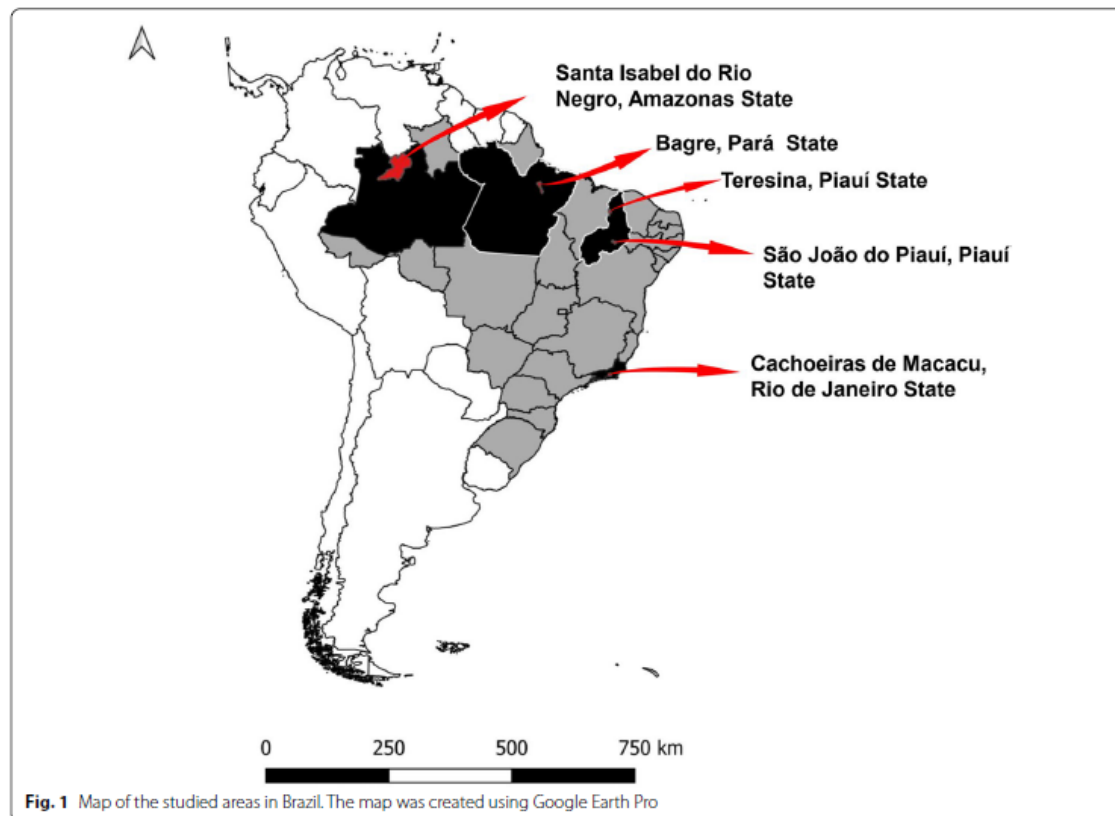 Santa Isabel do Rio
Negro, Amazonas State
Bagre, Pará State
Teresina, Piauí State
São João do Piauí, Piauí
State
Cachoeiras de Macacu,
Rio de Janeiro State
0 250 500 750 km
Fig. 1 Map of the studied areas in Brazil. The map was created using Google Earth Pro